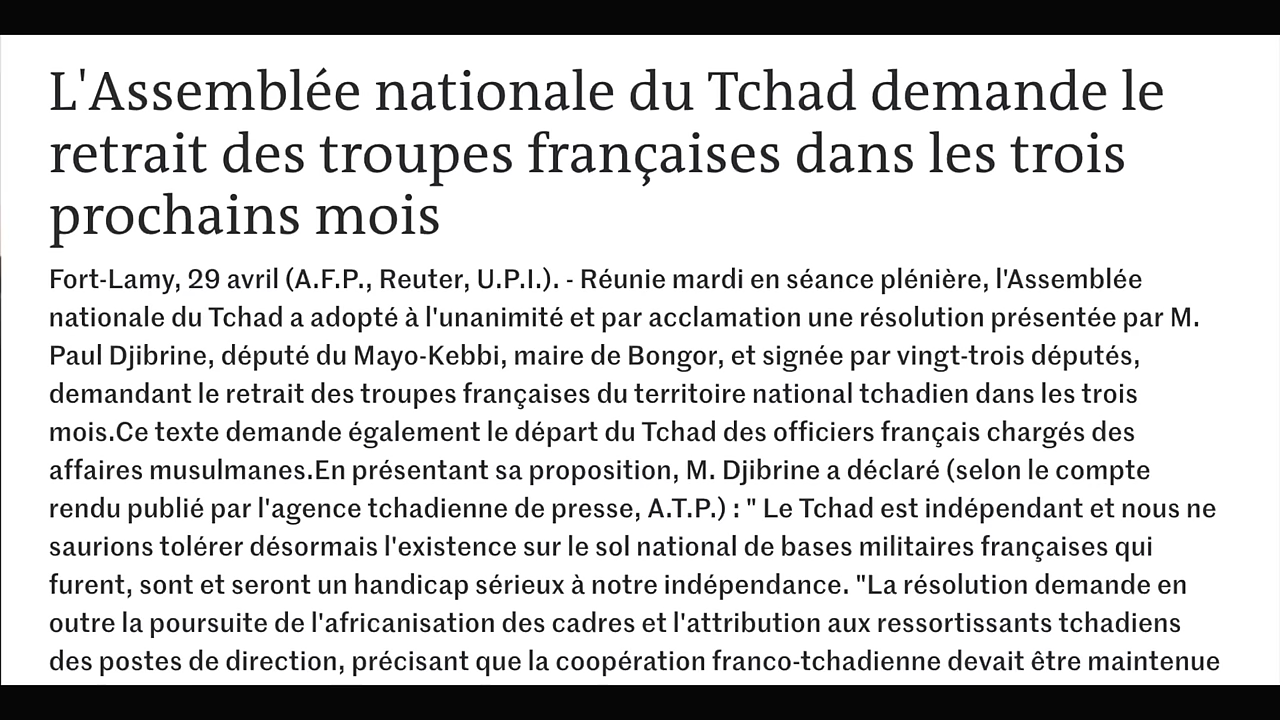 L'Assemblée nationale du Tchad demande le
retrait des troupes françaises dans les trois
prochains mois
Fort-Lamy, 29 avril (A.F.P., Reuter, U.P.I.). - Réunie mardi en séance plénière, l'Assemblée
nationale du Tchad a adopté à l'unanimité et par acclamation une résolution présentée par M.
Paul Djibrine, député du Mayo-Kebbi, maire de Bongor, et signée par vingt-trois députés,
demandant le retrait des troupes françaises du territoire national tchadien dans les trois
mois.Ce texte demande également le départ du Tchad des officiers français chargés des
affaires musulmanes.En présentant sa proposition, M. Djibrine a déclaré (selon le compte
rendu publié par l'agence tchadienne de presse, A.T.P.) : " Le Tchad est indépendant et nous ne
saurions tolérer désormais l'existence sur le sol national de bases militaires françaises qui
furent, sont et seront un handicap sérieux à notre indépendance. "La résolution demande en
outre la poursuite de l'africanisation des cadres et l'attribution aux ressortissants tchadiens
des postes de direction, précisant que la coopération franco-tchadienne devait être maintenue